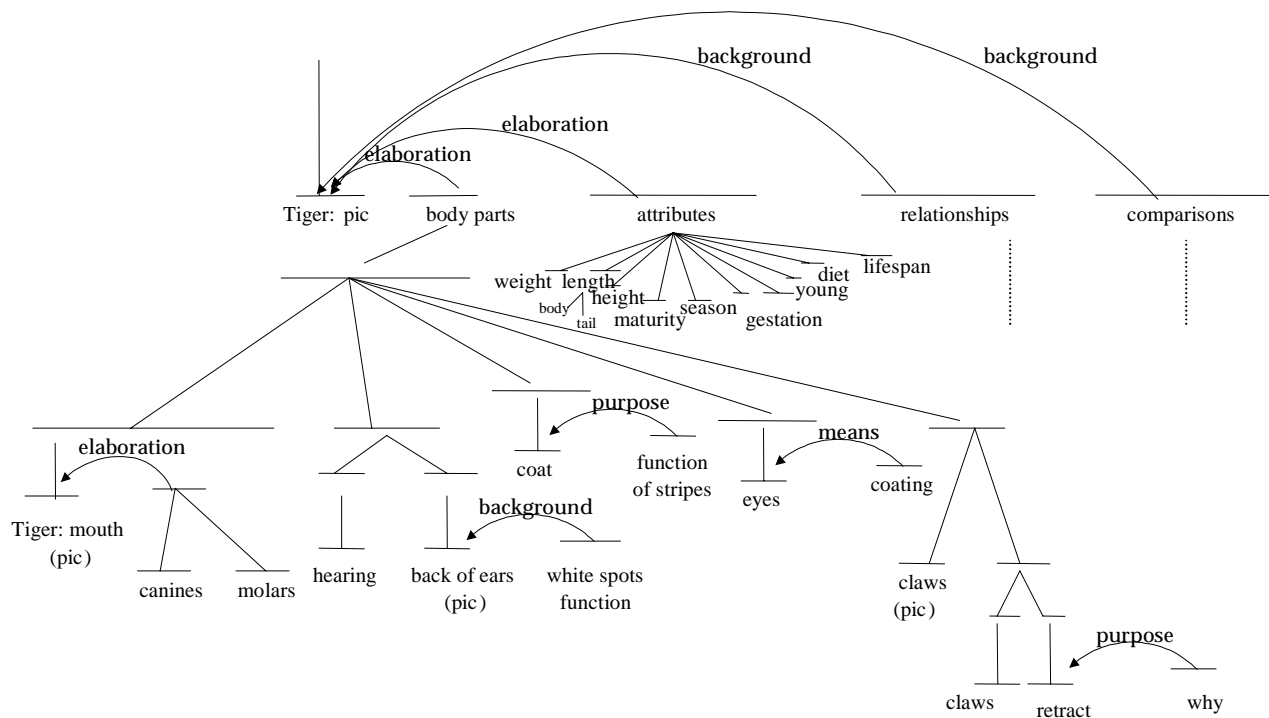 background
background
elaboration
elaboration
Tiger: pic
body parts
attributes
relationships
comparisons
weight
length
height
body
tail
maturity
season
gestation
young
diet
lifespan
elaboration
Tiger: mouth
(pic)
canines
molars
hearing
back of ears
(pic)
background
white spots
function
coat
purpose
function
of stripes
eyes
means
coating
claws
(pic)
claws
retract
purpose
why